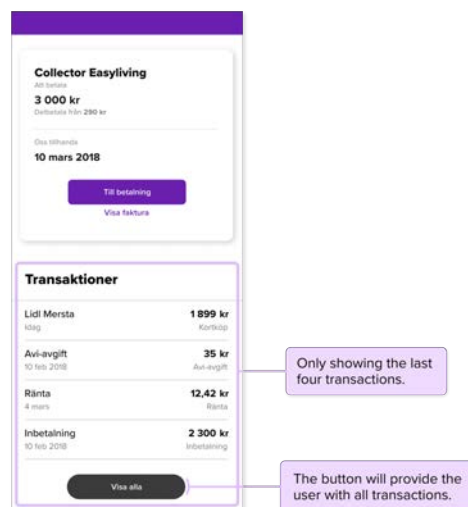 Collector Easyliving
Att betala
3 000 kr
Delbetala från 290 kr
Oss tillhanda
10 mars 2018
Till betalning
Visa faktura
Transaktioner
Lidl Mersta 1 899 kr
Idag Kortköp
Avi-avgift 35 kr
10 feb 2018 Avi-avgift
Ränta 12,42 kr
4 mars Ränta
Inbetalning 2 300 kr
10 feb 2018 Inbetalning
Visa alla
Only showing the last
four transactions.
The button will provide the
user with all transactions.